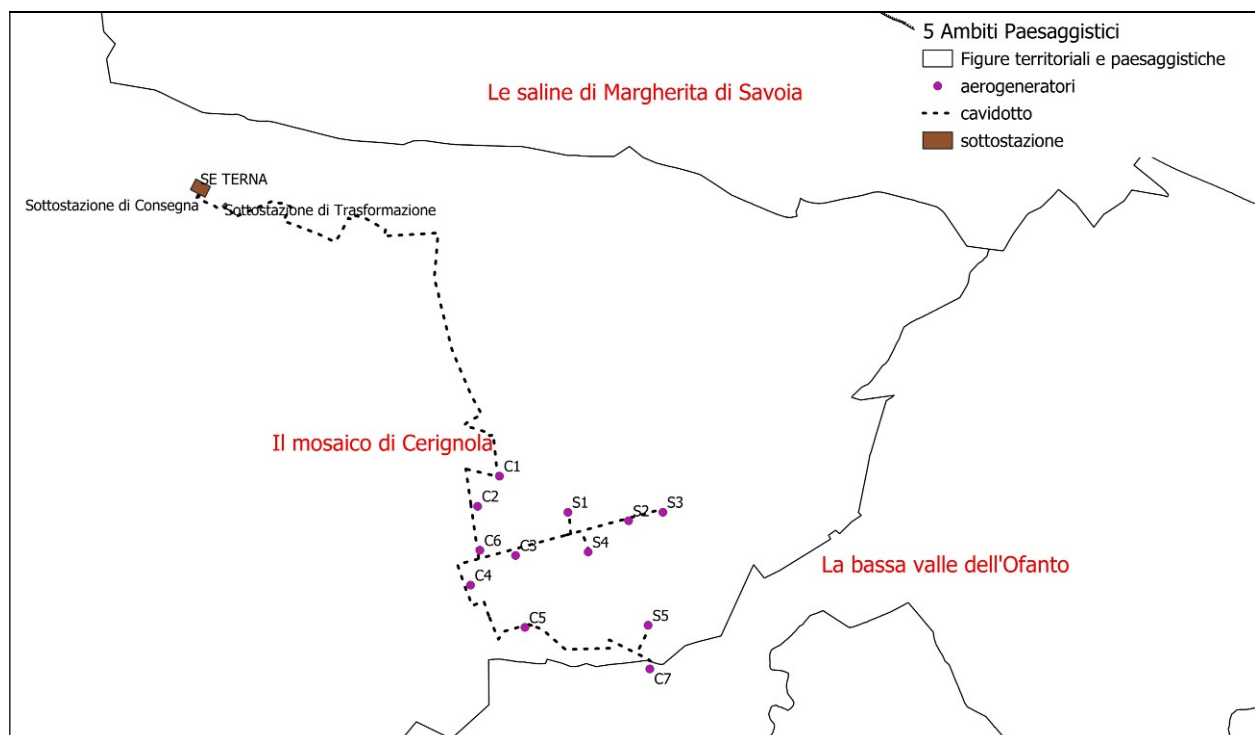 5 Ambiti Paesaggistici
Figure territoriali e paesaggistiche
aerogeneratori
cavidotto
sottostazione
Le saline di Margherita di Savoia
SE TERNA
Sottostazione di Consegna
Sottostazione di Trasformazione
Il mosaico di Cerignola
C1
C2
S1
S2
S3
C6
C3
S4
La bassa valle dell'Ofanto
C4
C5
S5
C7